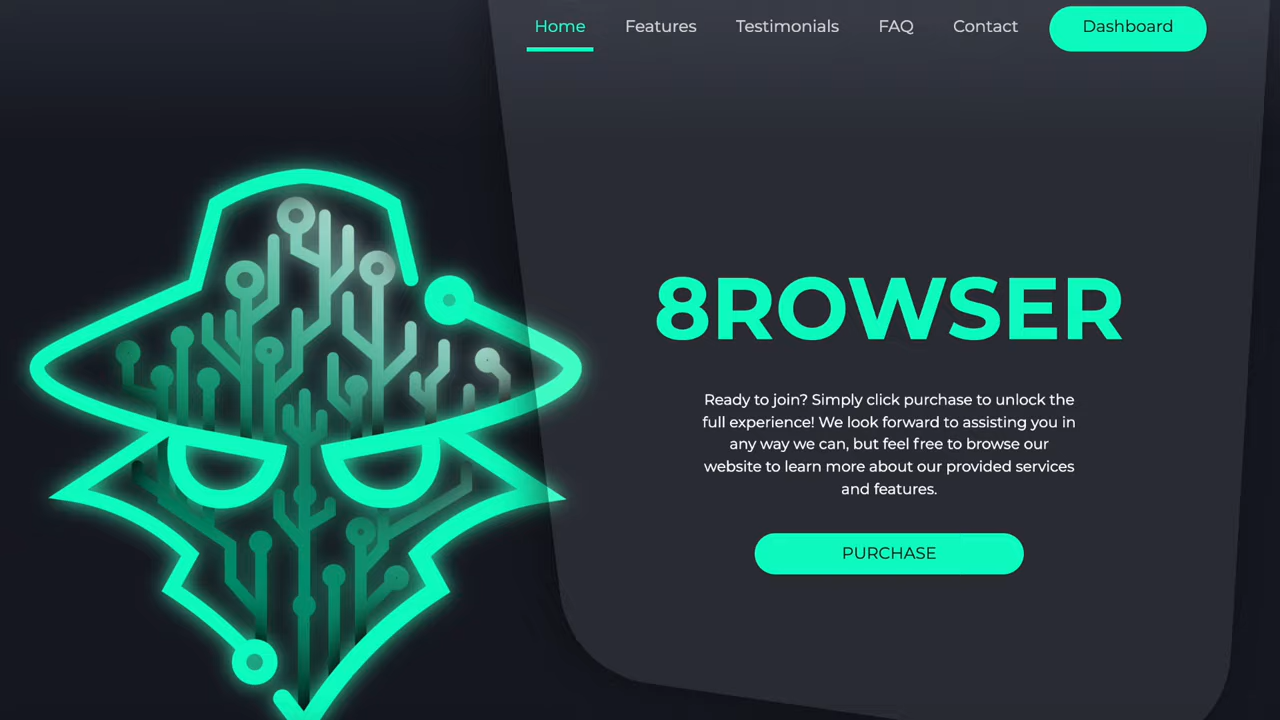 Home Features Testimonials FAQ Contact Dashboard
8ROWSER
Ready to join? Simply click purchase to unlock the
full experience! We look forward to assisting you in
any way we can, but feel free to browse our
website to learn more about our provided services
and features.
PURCHASE